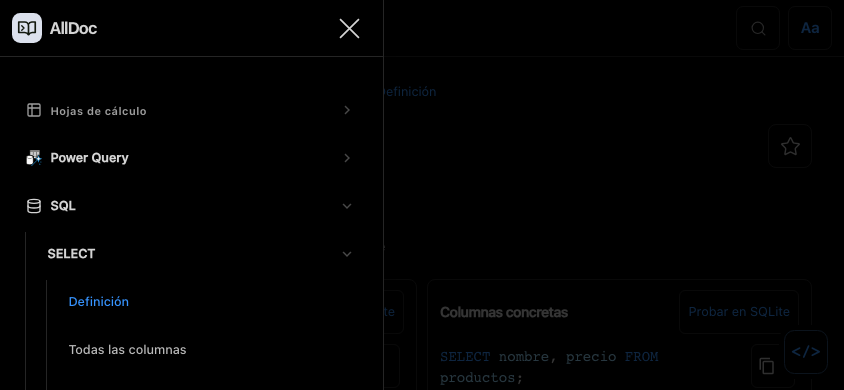 AllDoc
Aa
Definición
Hojas de cálculo
Power Query
SQL
SELECT
Definición
Todas las columnas
Columnas concretas
Probar en SQLite
SELECT nombre, precio FROM
productos;
</>